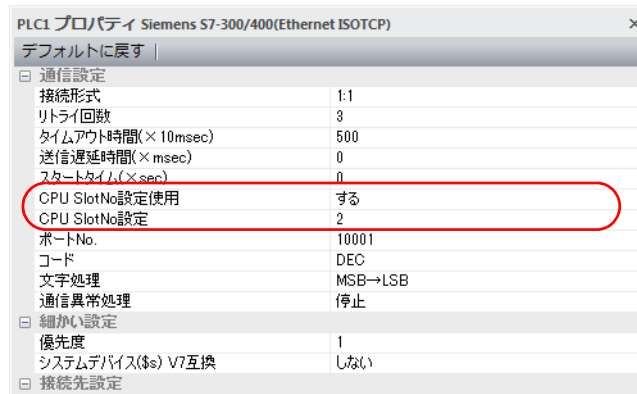 PLC1 プロパティ Siemens S7-300/400(Ethernet ISOTCP) ×
デフォルトに戻す
通信設定
接続形式 1:1
リトライ回数 3
タイムアウト時間(×10msec) 500
送信遅延時間(×msec) 0
スタートタイム(×sec) 0
CPU SlotNo設定使用 する
CPU SlotNo設定 2
ポートNo. 10001
コード DEC
文字処理 MSB→LSB
通信異常処理 停止
細かい設定
優先度 1
システムデバイス($s) V7互換 しない
接続先設定